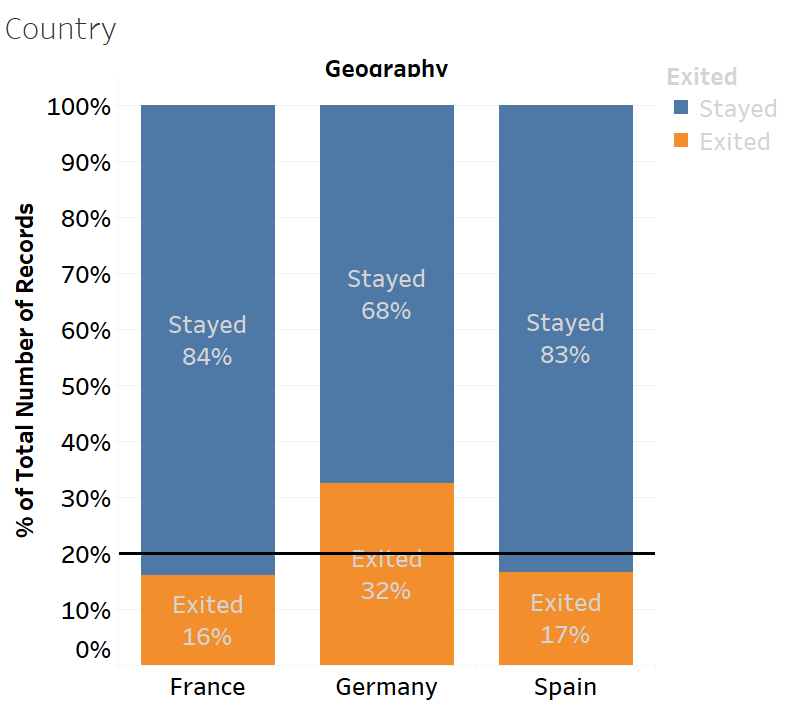 Country
Geography
Exited
Stayed
Exited
% of Total Number of Records
100%
90%
80%
70%
60%
50%
40%
30%
20%
10%
0%
Stayed
84%
Exited
16%
Stayed
68%
Exited
32%
Stayed
83%
Exited
17%
France
Germany
Spain